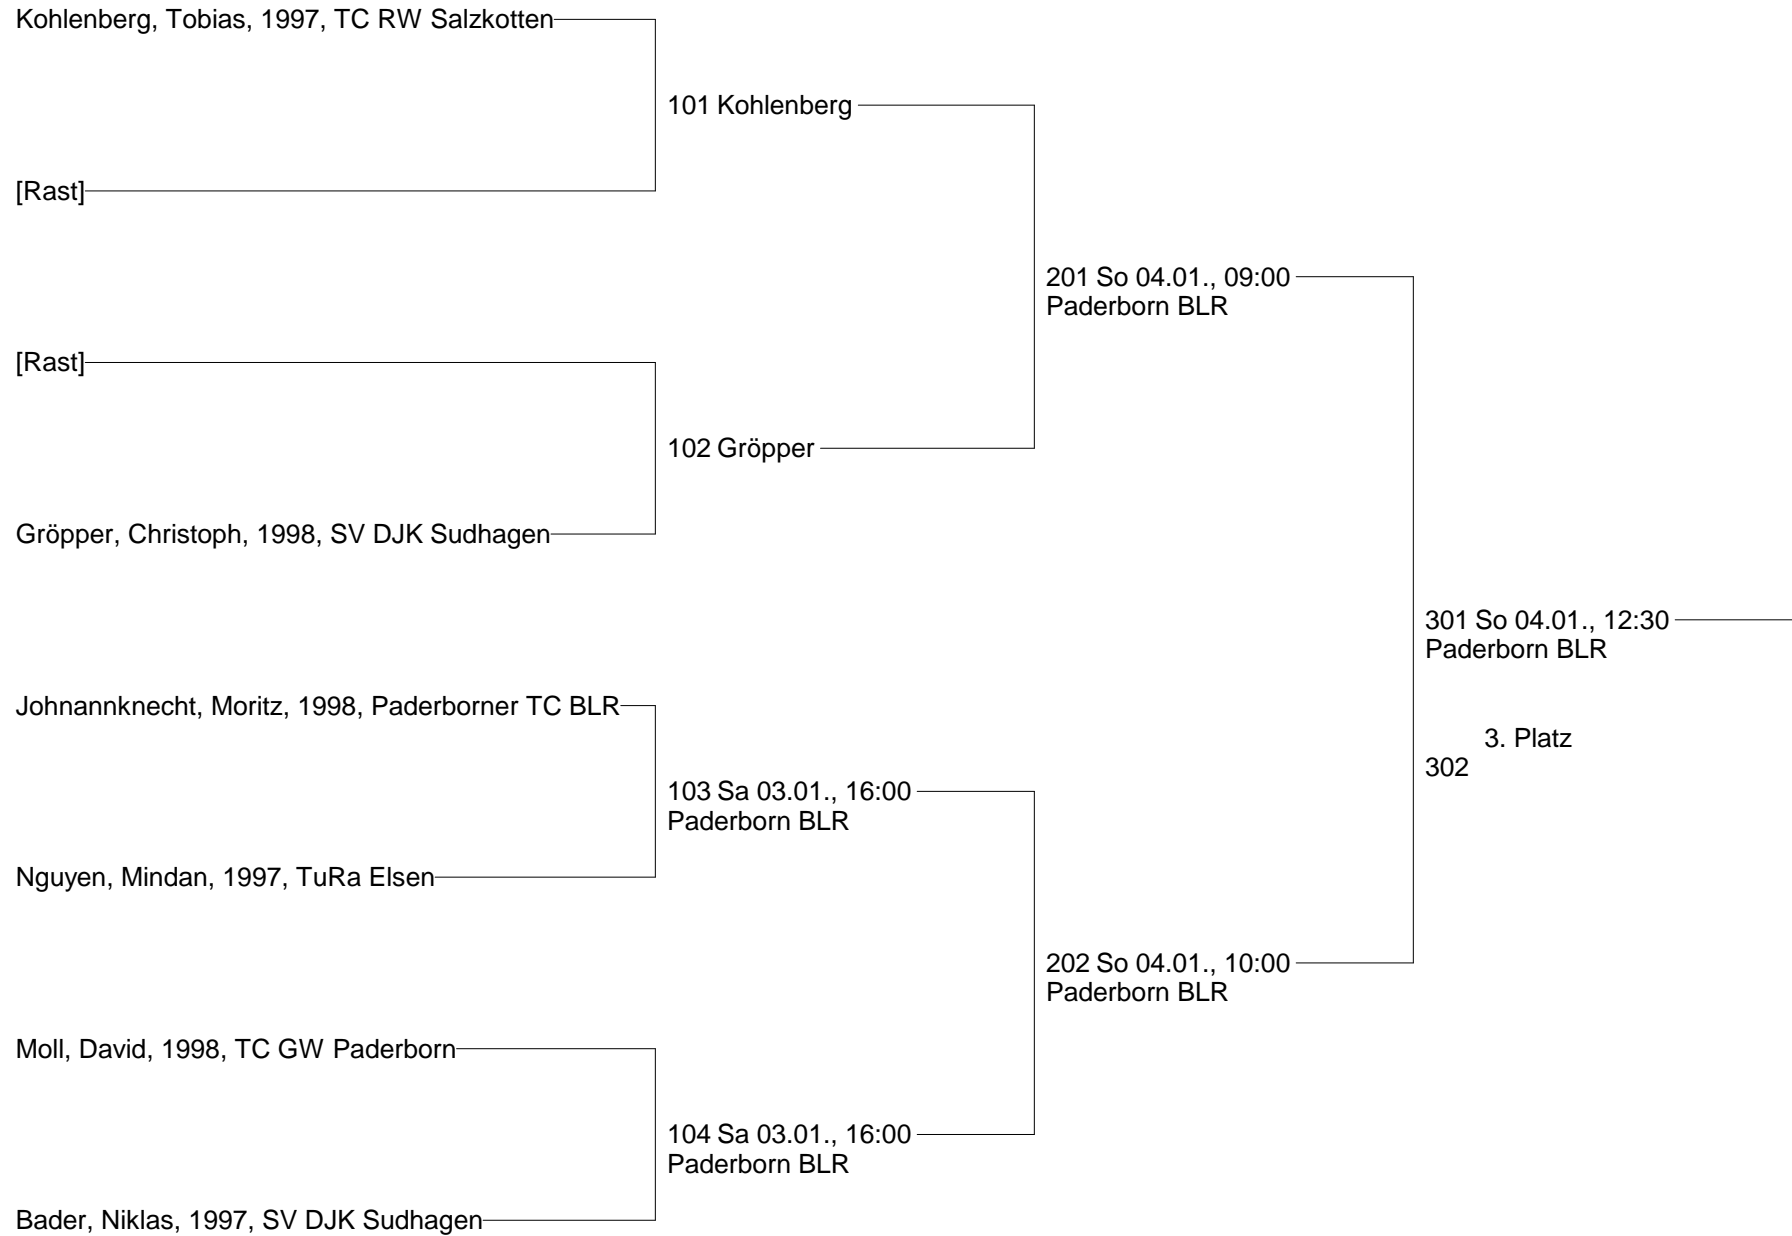 Kohlenberg, Tobias, 1997, TC RW Salzkotten
101 Kohlenberg
[Rast]
201 So 04.01., 09:00
Paderborn BLR
[Rast]
102 Gröpper
Gröpper, Christoph, 1998, SV DJK Sudhagen
301 So 04.01., 12:30
Paderborn BLR
Johnannknecht, Moritz, 1998, Paderborner TC BLR
3. Platz
302
103 Sa 03.01., 16:00
Paderborn BLR
Nguyen, Mindan, 1997, TuRa Elsen
202 So 04.01., 10:00
Paderborn BLR
Moll, David, 1998, TC GW Paderborn
104 Sa 03.01., 16:00
Paderborn BLR
Bader, Niklas, 1997, SV DJK Sudhagen